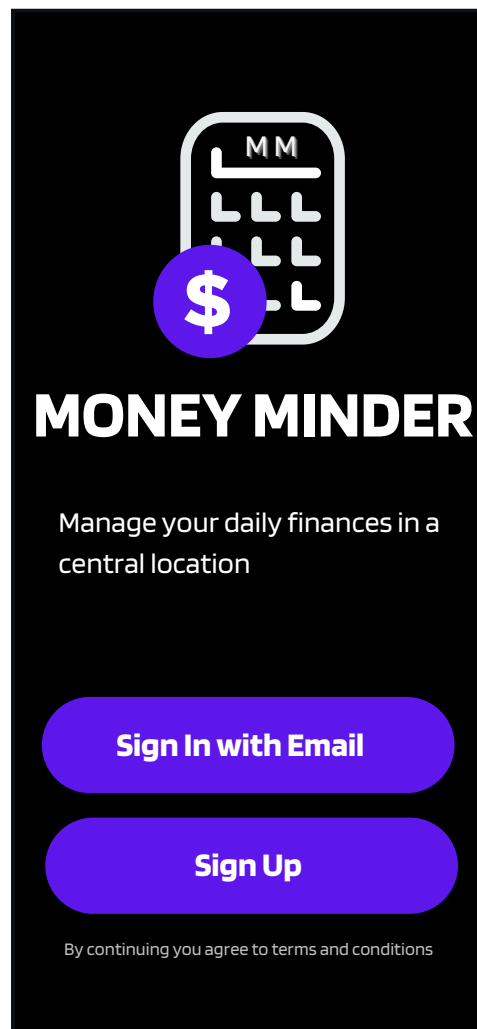 MM
$
MONEY MINDER
Manage your daily finances in a
central location
Sign In with Email
Sign Up
By continuing you agree to terms and conditions